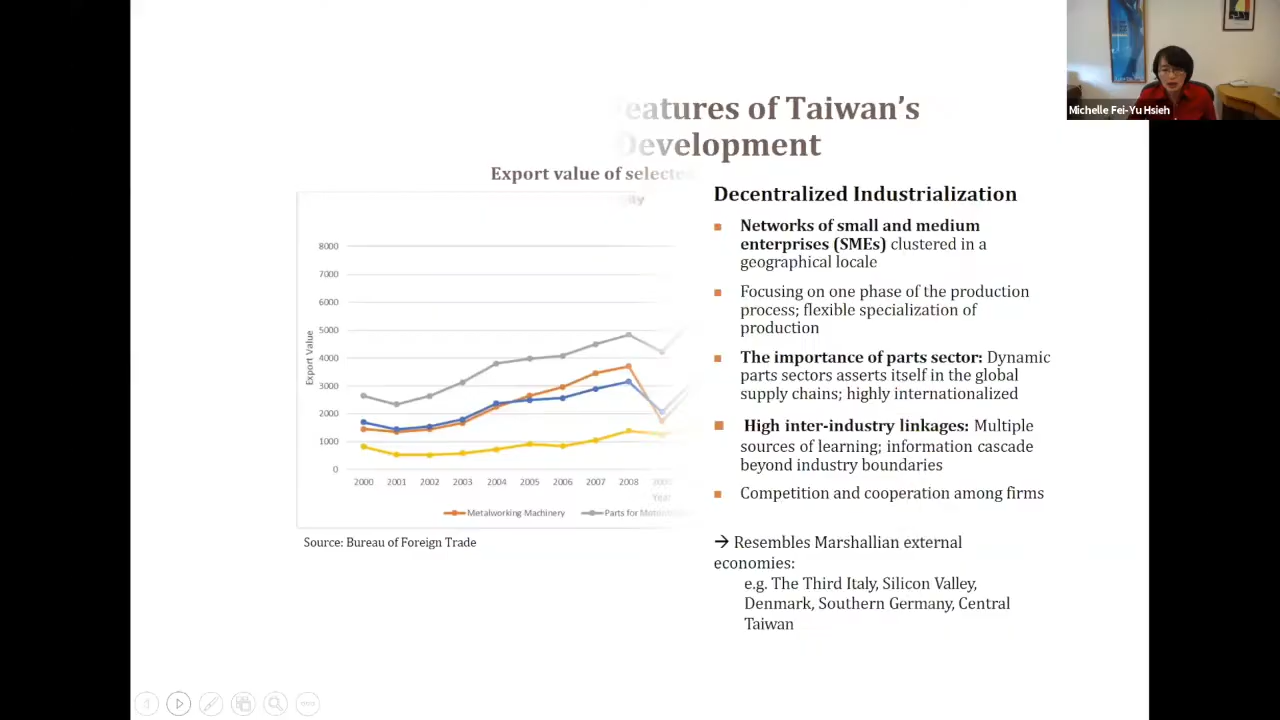 Michelle Fei-Yu Hsieh
eatures of Taiwan's
Development
Export value of selecte
Export Value
8000
7000
6000
5000
4000
3000
2000
1000
0
2000 2001 2002 2003 2004 2005 2006 2007 2008
Year
Metalworking Machinery Parts for
Source: Bureau of Foreign Trade
Decentralized Industrialization
Networks of small and medium
enterprises (SMEs) clustered in a
geographical locale
Focusing on one phase of the production
process; flexible specialization of
production
The importance of parts sector: Dynamic
parts sectors asserts itself in the global
supply chains; highly internationalized
High inter-industry linkages: Multiple
sources of learning; information cascade
beyond industry boundaries
Competition and cooperation among firms
→ Resembles Marshallian external
economies:
e.g. The Third Italy, Silicon Valley,
Denmark, Southern Germany, Central
Taiwan